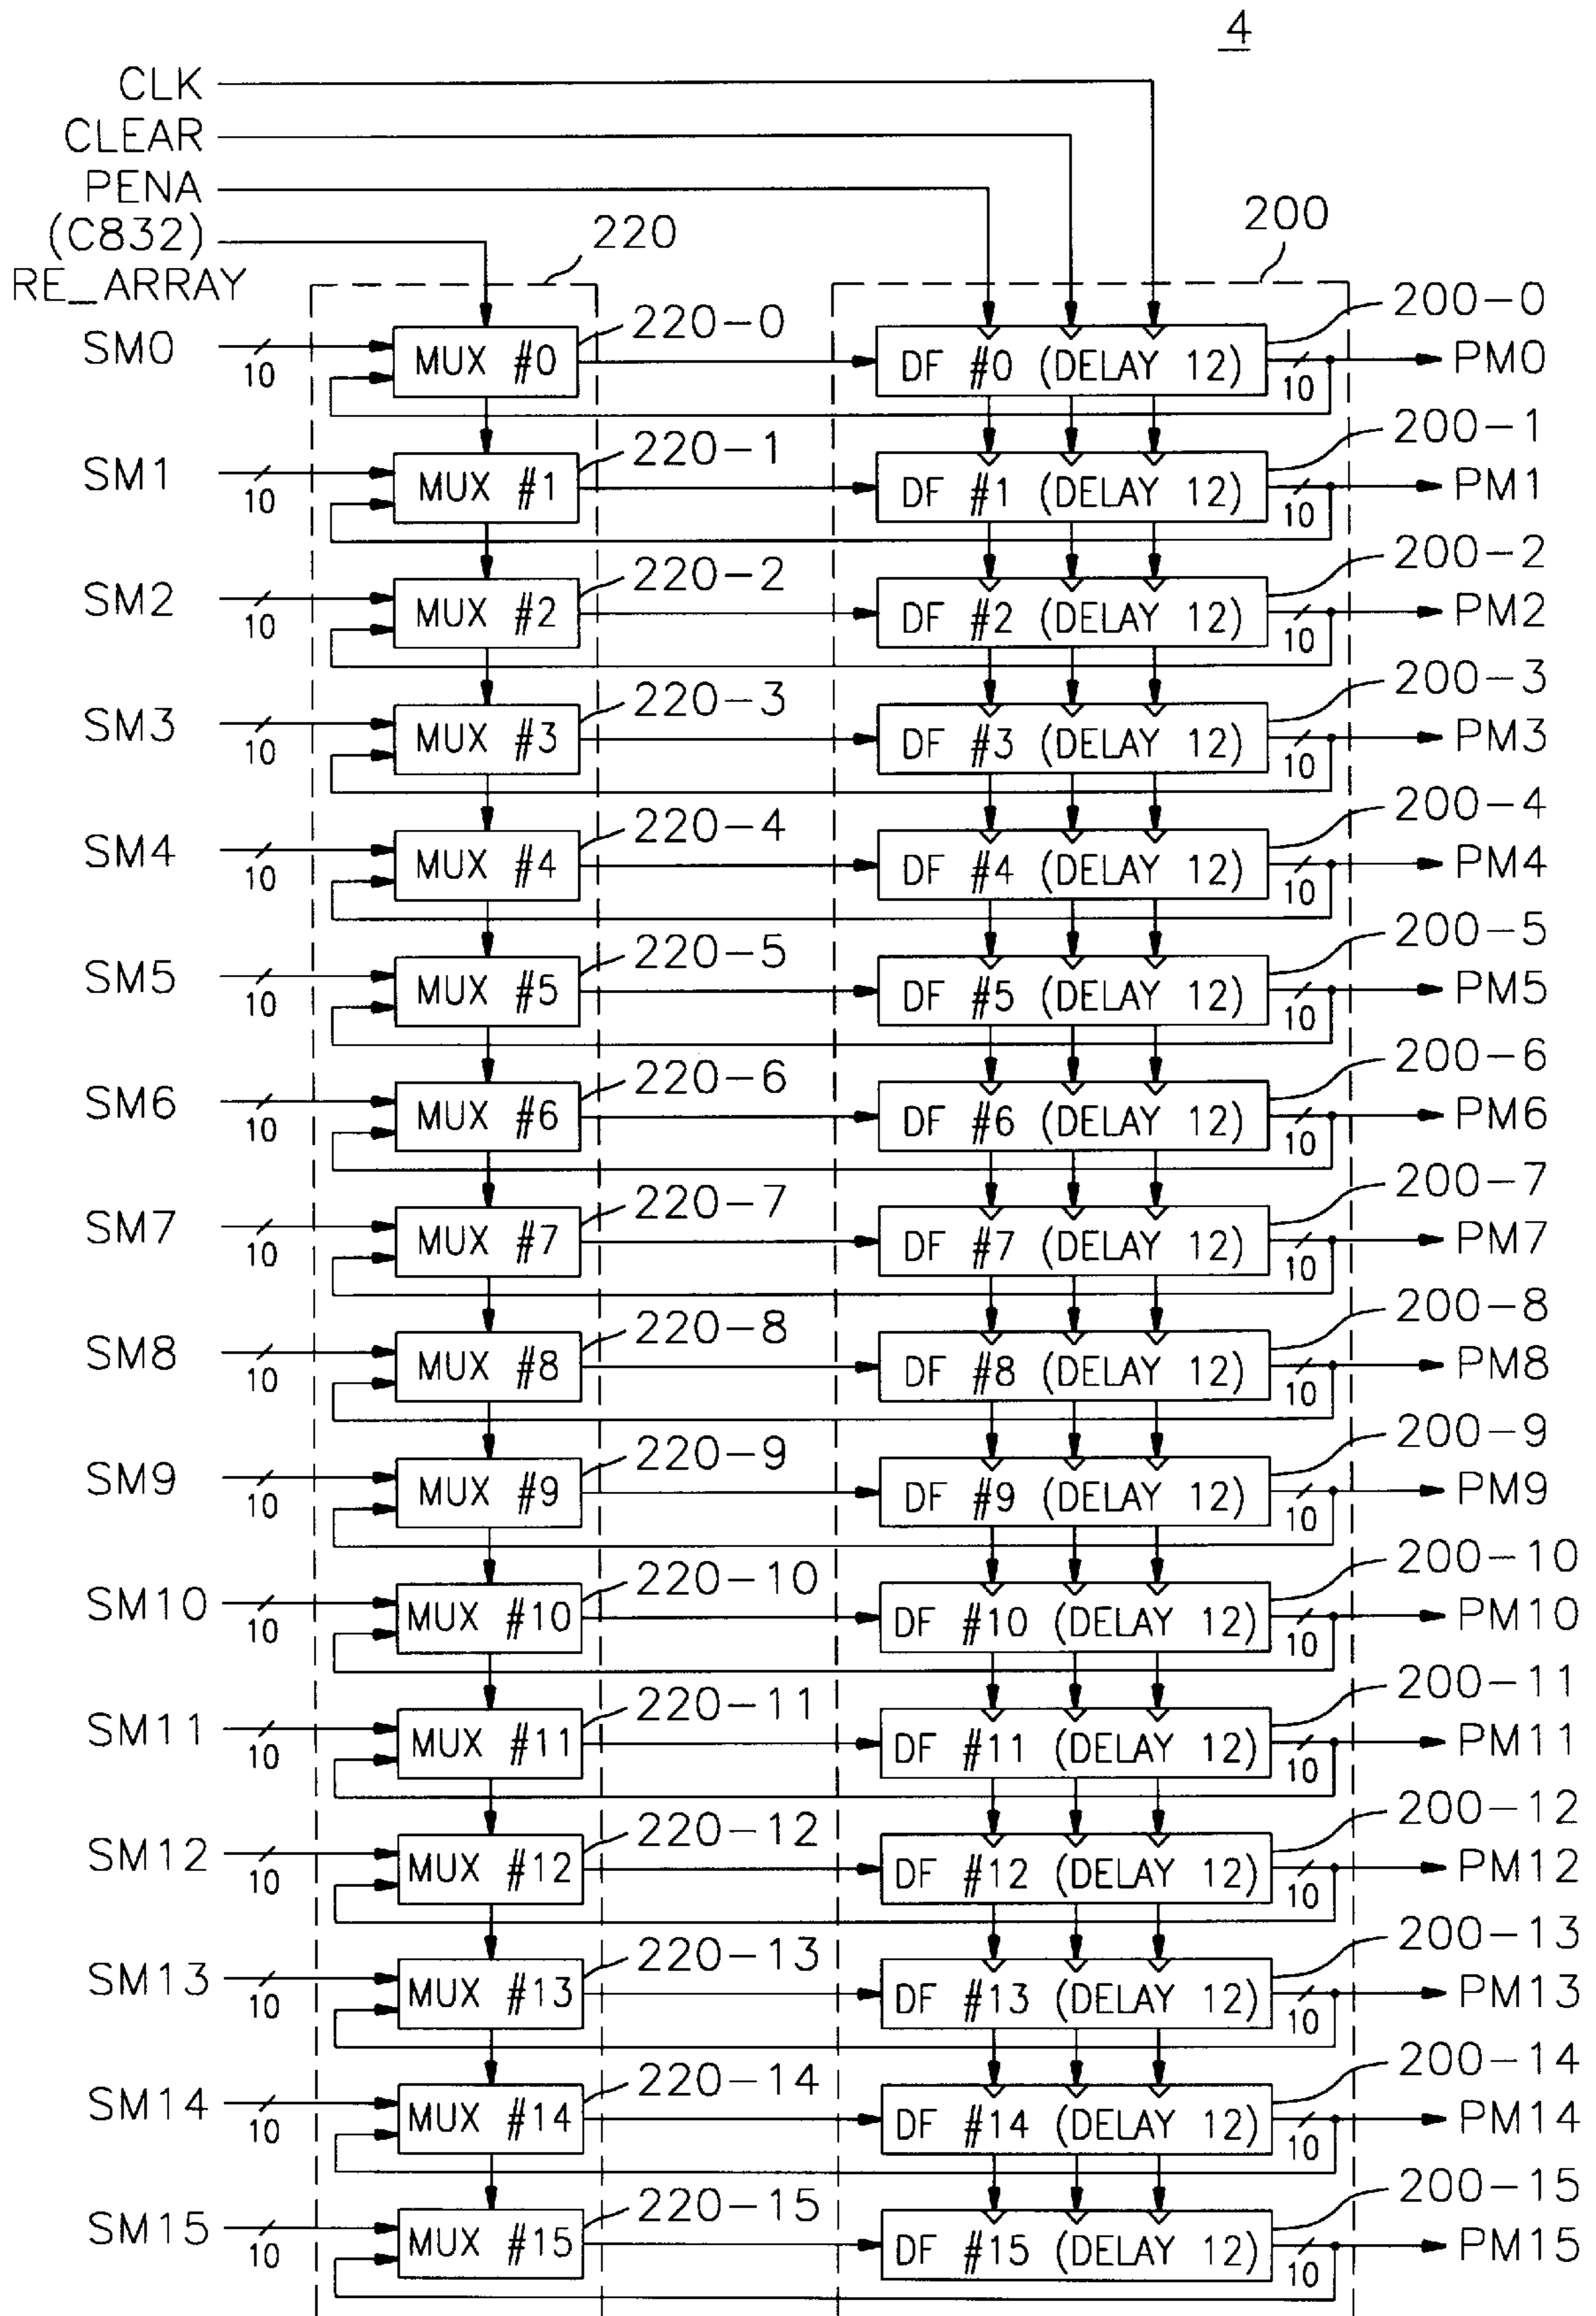 4
CLK
CLEAR
PENA
(C832)
RE_ARRAY
220
200
SM0 10 MUX #0 220-0 DF #0 (DELAY 12) 200-0 10 PM0
SM1 10 MUX #1 220-1 DF #1 (DELAY 12) 200-1 10 PM1
SM2 10 MUX #2 220-2 DF #2 (DELAY 12) 200-2 10 PM2
SM3 10 MUX #3 220-3 DF #3 (DELAY 12) 200-3 10 PM3
SM4 10 MUX #4 220-4 DF #4 (DELAY 12) 200-4 10 PM4
SM5 10 MUX #5 220-5 DF #5 (DELAY 12) 200-5 10 PM5
SM6 10 MUX #6 220-6 DF #6 (DELAY 12) 200-6 10 PM6
SM7 10 MUX #7 220-7 DF #7 (DELAY 12) 200-7 10 PM7
SM8 10 MUX #8 220-8 DF #8 (DELAY 12) 200-8 10 PM8
SM9 10 MUX #9 220-9 DF #9 (DELAY 12) 200-9 10 PM9
SM10 10 MUX #10 220-10 DF #10 (DELAY 12) 200-10 10 PM10
SM11 10 MUX #11 220-11 DF #11 (DELAY 12) 200-11 10 PM11
SM12 10 MUX #12 220-12 DF #12 (DELAY 12) 200-12 10 PM12
SM13 10 MUX #13 220-13 DF #13 (DELAY 12) 200-13 10 PM13
SM14 10 MUX #14 220-14 DF #14 (DELAY 12) 200-14 10 PM14
SM15 10 MUX #15 220-15 DF #15 (DELAY 12) 200-15 10 PM15